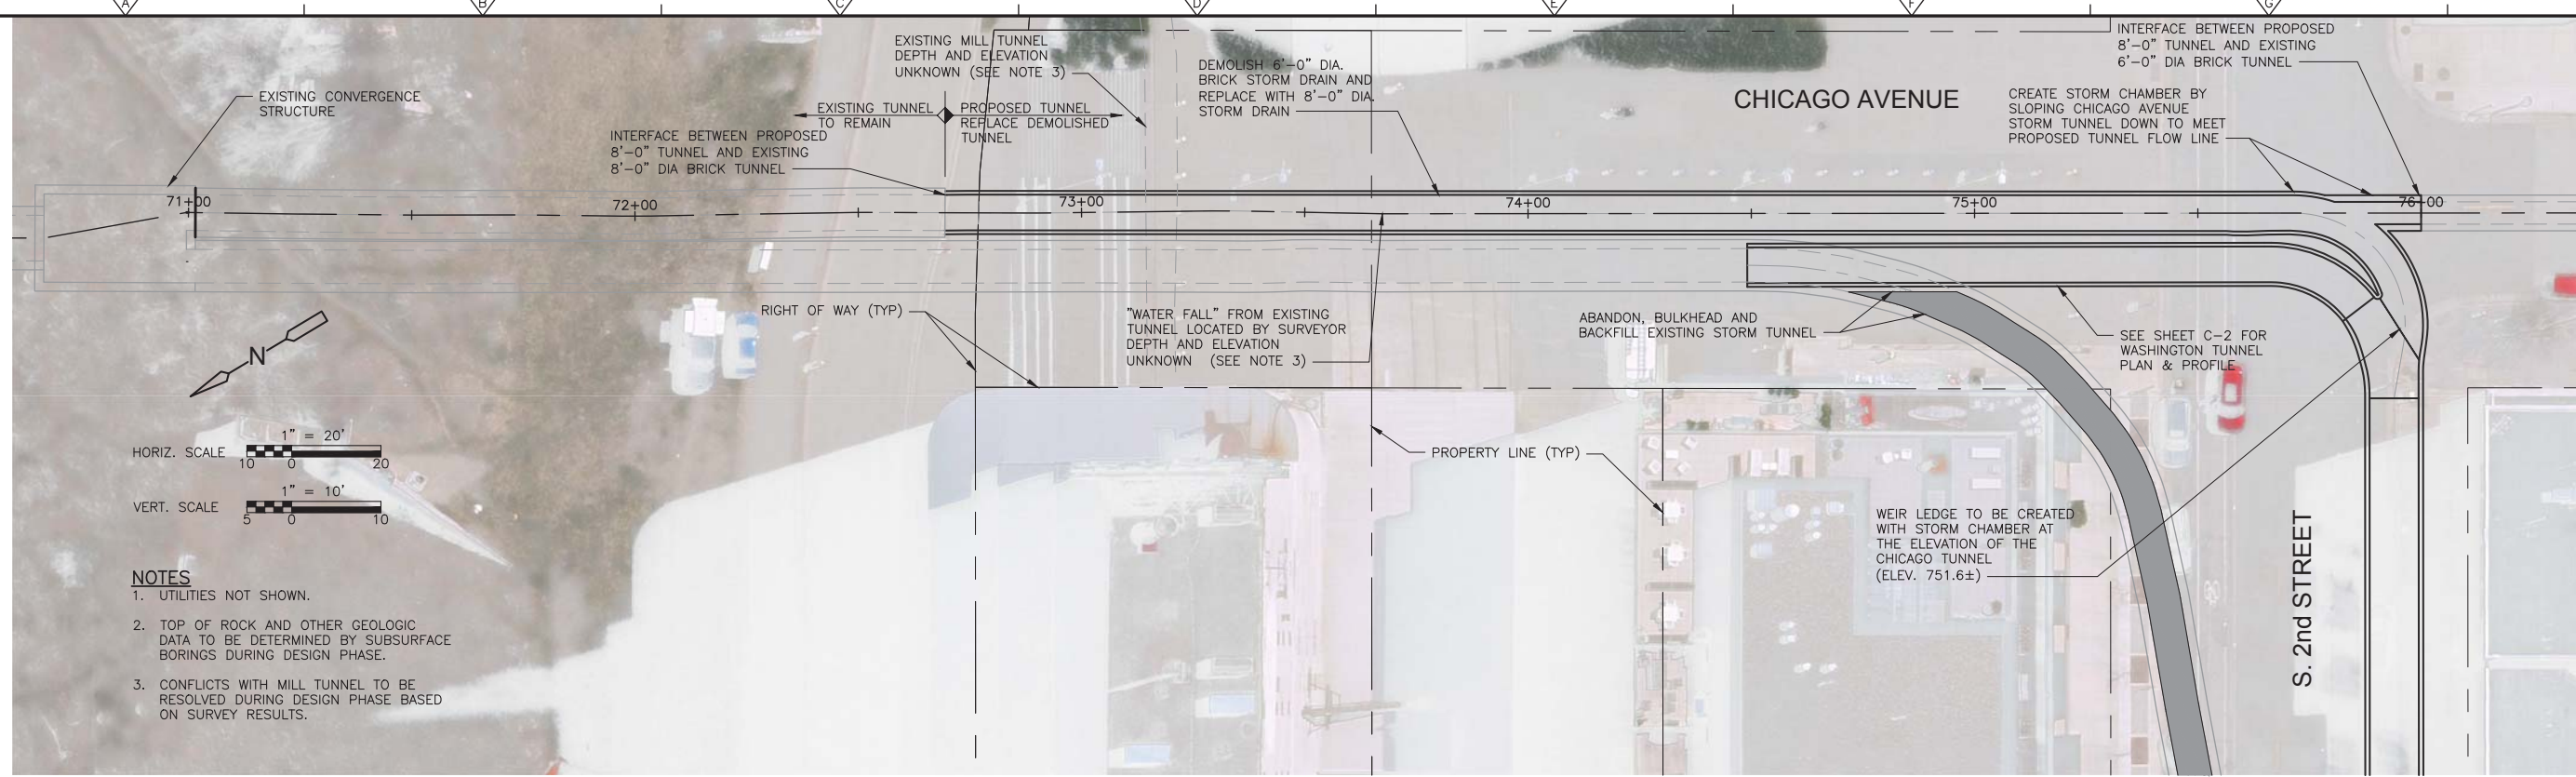 A
B
C
D
E
F
G
EXISTING MILL TUNNEL
DEPTH AND ELEVATION
UNKNOWN (SEE NOTE 3)
EXISTING CONVERGENCE
STRUCTURE
EXISTING TUNNEL
TO REMAIN
PROPOSED TUNNEL
REPLACE DEMOLISHED
TUNNEL
INTERFACE BETWEEN PROPOSED
8'-0" TUNNEL AND EXISTING
8'-0" DIA BRICK TUNNEL
DEMOLISH 6'-0" DIA.
BRICK STORM DRAIN AND
REPLACE WITH 8'-0" DIA.
STORM DRAIN
CHICAGO AVENUE
INTERFACE BETWEEN PROPOSED
8'-0" TUNNEL AND EXISTING
6'-0" DIA BRICK TUNNEL
CREATE STORM CHAMBER BY
SLOPING CHICAGO AVENUE
STORM TUNNEL DOWN TO MEET
PROPOSED TUNNEL FLOW LINE
71+00
72+00
73+00
74+00
75+00
76+00
RIGHT OF WAY (TYP)
"WATER FALL" FROM EXISTING
TUNNEL LOCATED BY SURVEYOR
DEPTH AND ELEVATION
UNKNOWN (SEE NOTE 3)
ABANDON, BULKHEAD AND
BACKFILL EXISTING STORM TUNNEL
SEE SHEET C-2 FOR
WASHINGTON TUNNEL
PLAN & PROFILE
N
1" = 20'
HORIZ. SCALE
10 0 20
1" = 10'
VERT. SCALE
5 0 10
PROPERTY LINE (TYP)
WEIR LEDGE TO BE CREATED
WITH STORM CHAMBER AT
THE ELEVATION OF THE
CHICAGO TUNNEL
(ELEV. 751.6±)
S. 2nd STREET
NOTES
1. UTILITIES NOT SHOWN.
2. TOP OF ROCK AND OTHER GEOLOGIC
DATA TO BE DETERMINED BY SUBSURFACE
BORINGS DURING DESIGN PHASE.
3. CONFLICTS WITH MILL TUNNEL TO BE
RESOLVED DURING DESIGN PHASE BASED
ON SURVEY RESULTS.